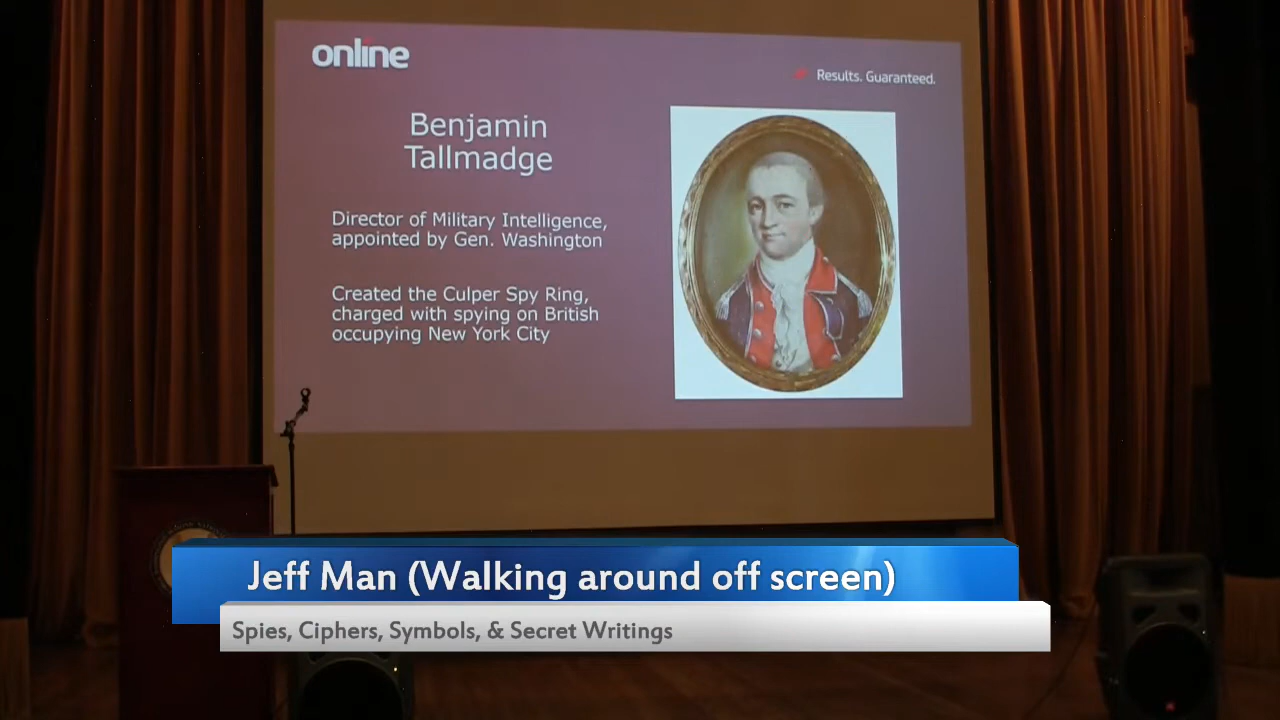 online
Results. Guaranteed.
Benjamin
Tallmadge
Director of Military Intelligence,
appointed by Gen. Washington
Created the Culper Spy Ring,
charged with spying on British
occupying New York City
Jeff Man (Walking around off screen)
Spies, Ciphers, Symbols, & Secret Writings